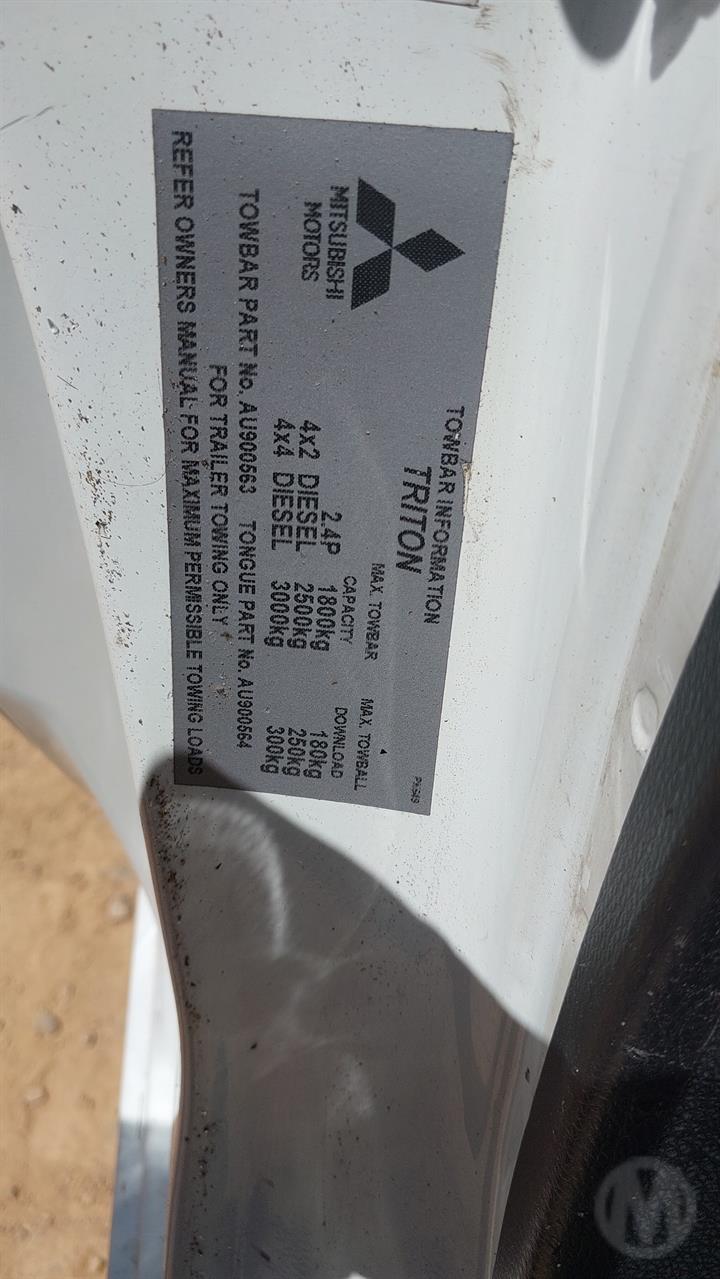 TOWBAR INFORMATION
TRITON
MITSUBISHI
MOTORS
MAX. TOWBAR CAPACITY
MAX. TOWBALL DOWNLOAD
2.4P 1800kg 180kg
4x2 DIESEL 2500kg 250kg
4x4 DIESEL 3000kg 300kg
TOWBAR PART No. AU900563 TONGUE PART No. AU900564
FOR TRAILER TOWING ONLY
REFER OWNERS MANUAL FOR MAXIMUM PERMISSIBLE TOWING LOADS
M